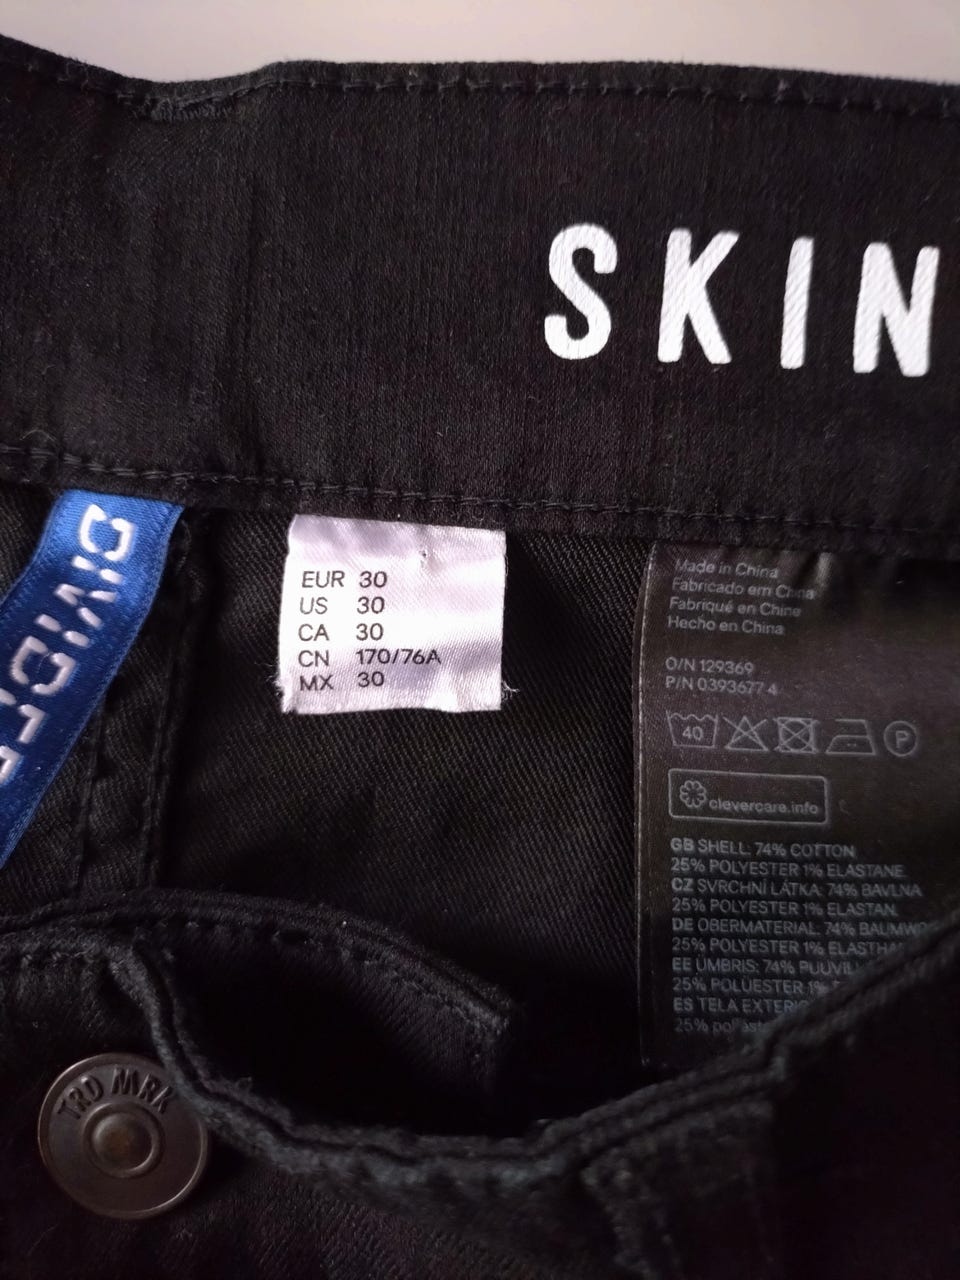 SKIN
DIVIDED
EUR 30
US 30
CA 30
CN 170/76A
MX 30
Made in China
Fabricado em China
Fabriqué en Chine
Hecho en China
O/N 129369
P/N 0393677 4
40
P
clevercare.info
GB SHELL: 74% COTTON
25% POLYESTER 1% ELASTANE
CZ SVRCHNÍ LÁTKA: 74% BAVLNA
25% POLYESTER 1% ELASTAN
DE OBERMATERIAL: 74%
25% POLYESTER 1%
EE ÜMBRIS: 74%
25% POLÜESTER 1%
ES TELA
25%
TRD MRK